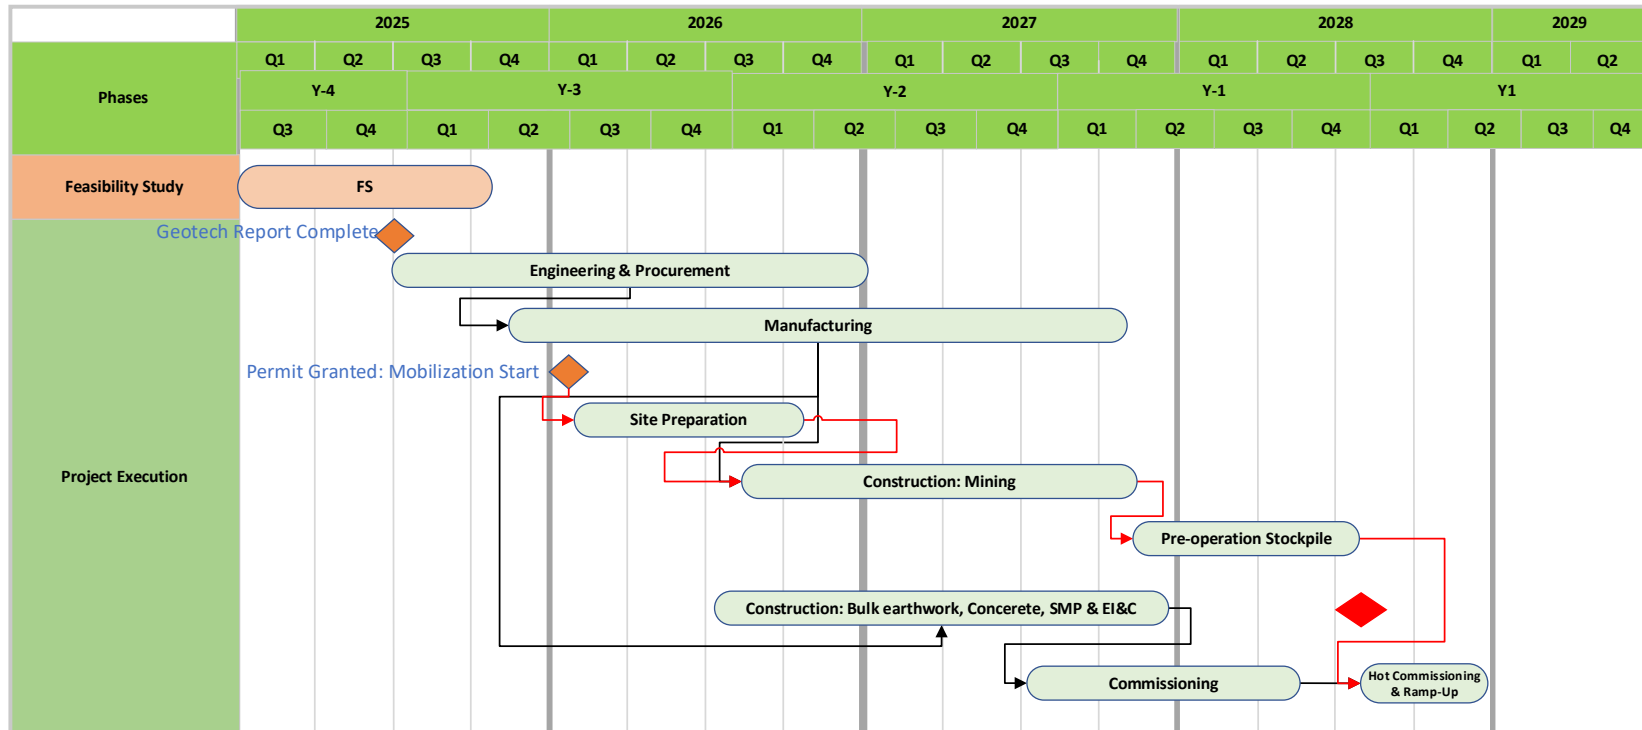 2025 2026 2027 2028 2029
Phases
Q1 Q2 Q3 Q4 Q1 Q2 Q3 Q4 Q1 Q2 Q3 Q4 Q1 Q2 Q3 Q4 Q1 Q2
Y-4 Y-3 Y-2 Y-1 Y1
Q3 Q4 Q1 Q2 Q3 Q4 Q1 Q2 Q3 Q4 Q1 Q2 Q3 Q4 Q1 Q2 Q3 Q4
Feasibility Study
FS
Project Execution
Geotech Report Complete
Engineering & Procurement
Manufacturing
Permit Granted: Mobilization Start
Site Preparation
Construction: Mining
Pre-operation Stockpile
Construction: Bulk earthwork, Concerete, SMP & EI&C
Commissioning
Hot Commissioning
& Ramp-Up